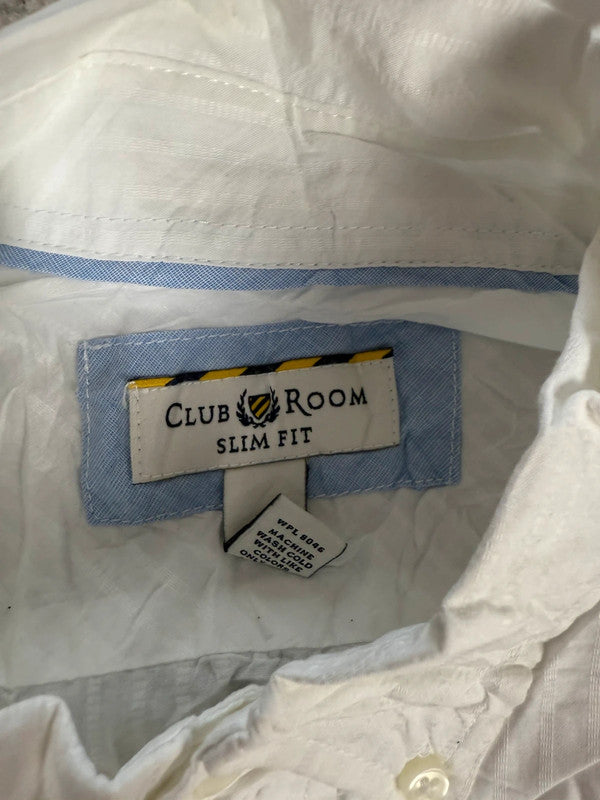 CLUB ROOM
SLIM FIT
WPL 8046
MACHINE
WASH COLD
WITH LIKE
COLORS
ONLY